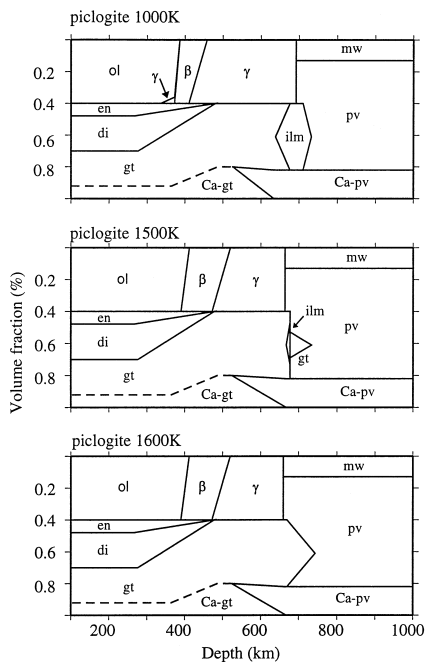 piclogite 1000K
mw
0.2
ol
γ
β
γ
0.4
en
pv
di
ilm
0.6
gt
0.8
Ca-gt
Ca-pv
piclogite 1500K
mw
0.2
ol
β
γ
0.4
ilm
en
pv
di
0.6
gt
gt
0.8
Ca-gt
Ca-pv
Volume fraction (%)
piclogite 1600K
mw
0.2
ol
β
γ
0.4
en
pv
di
0.6
gt
0.8
Ca-gt
Ca-pv
200 400 600 800 1000
Depth (km)